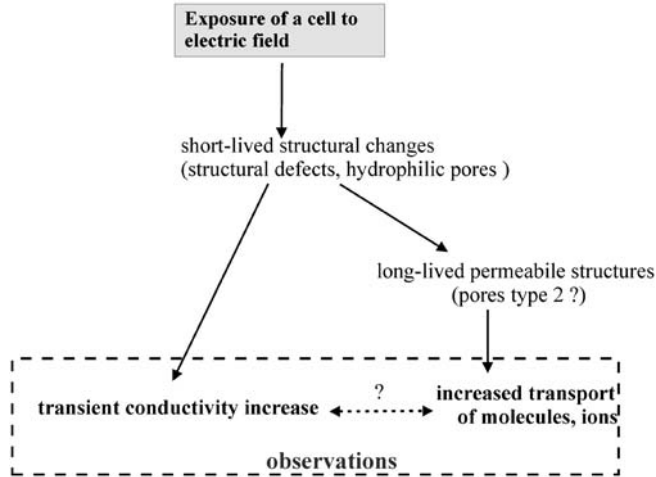 Exposure of a cell to
electric field
short-lived structural changes
(structural defects, hydrophilic pores )
long-lived permeabile structures
(pores type 2 ?)
?
transient conductivity increase
increased transport
of molecules, ions
observations